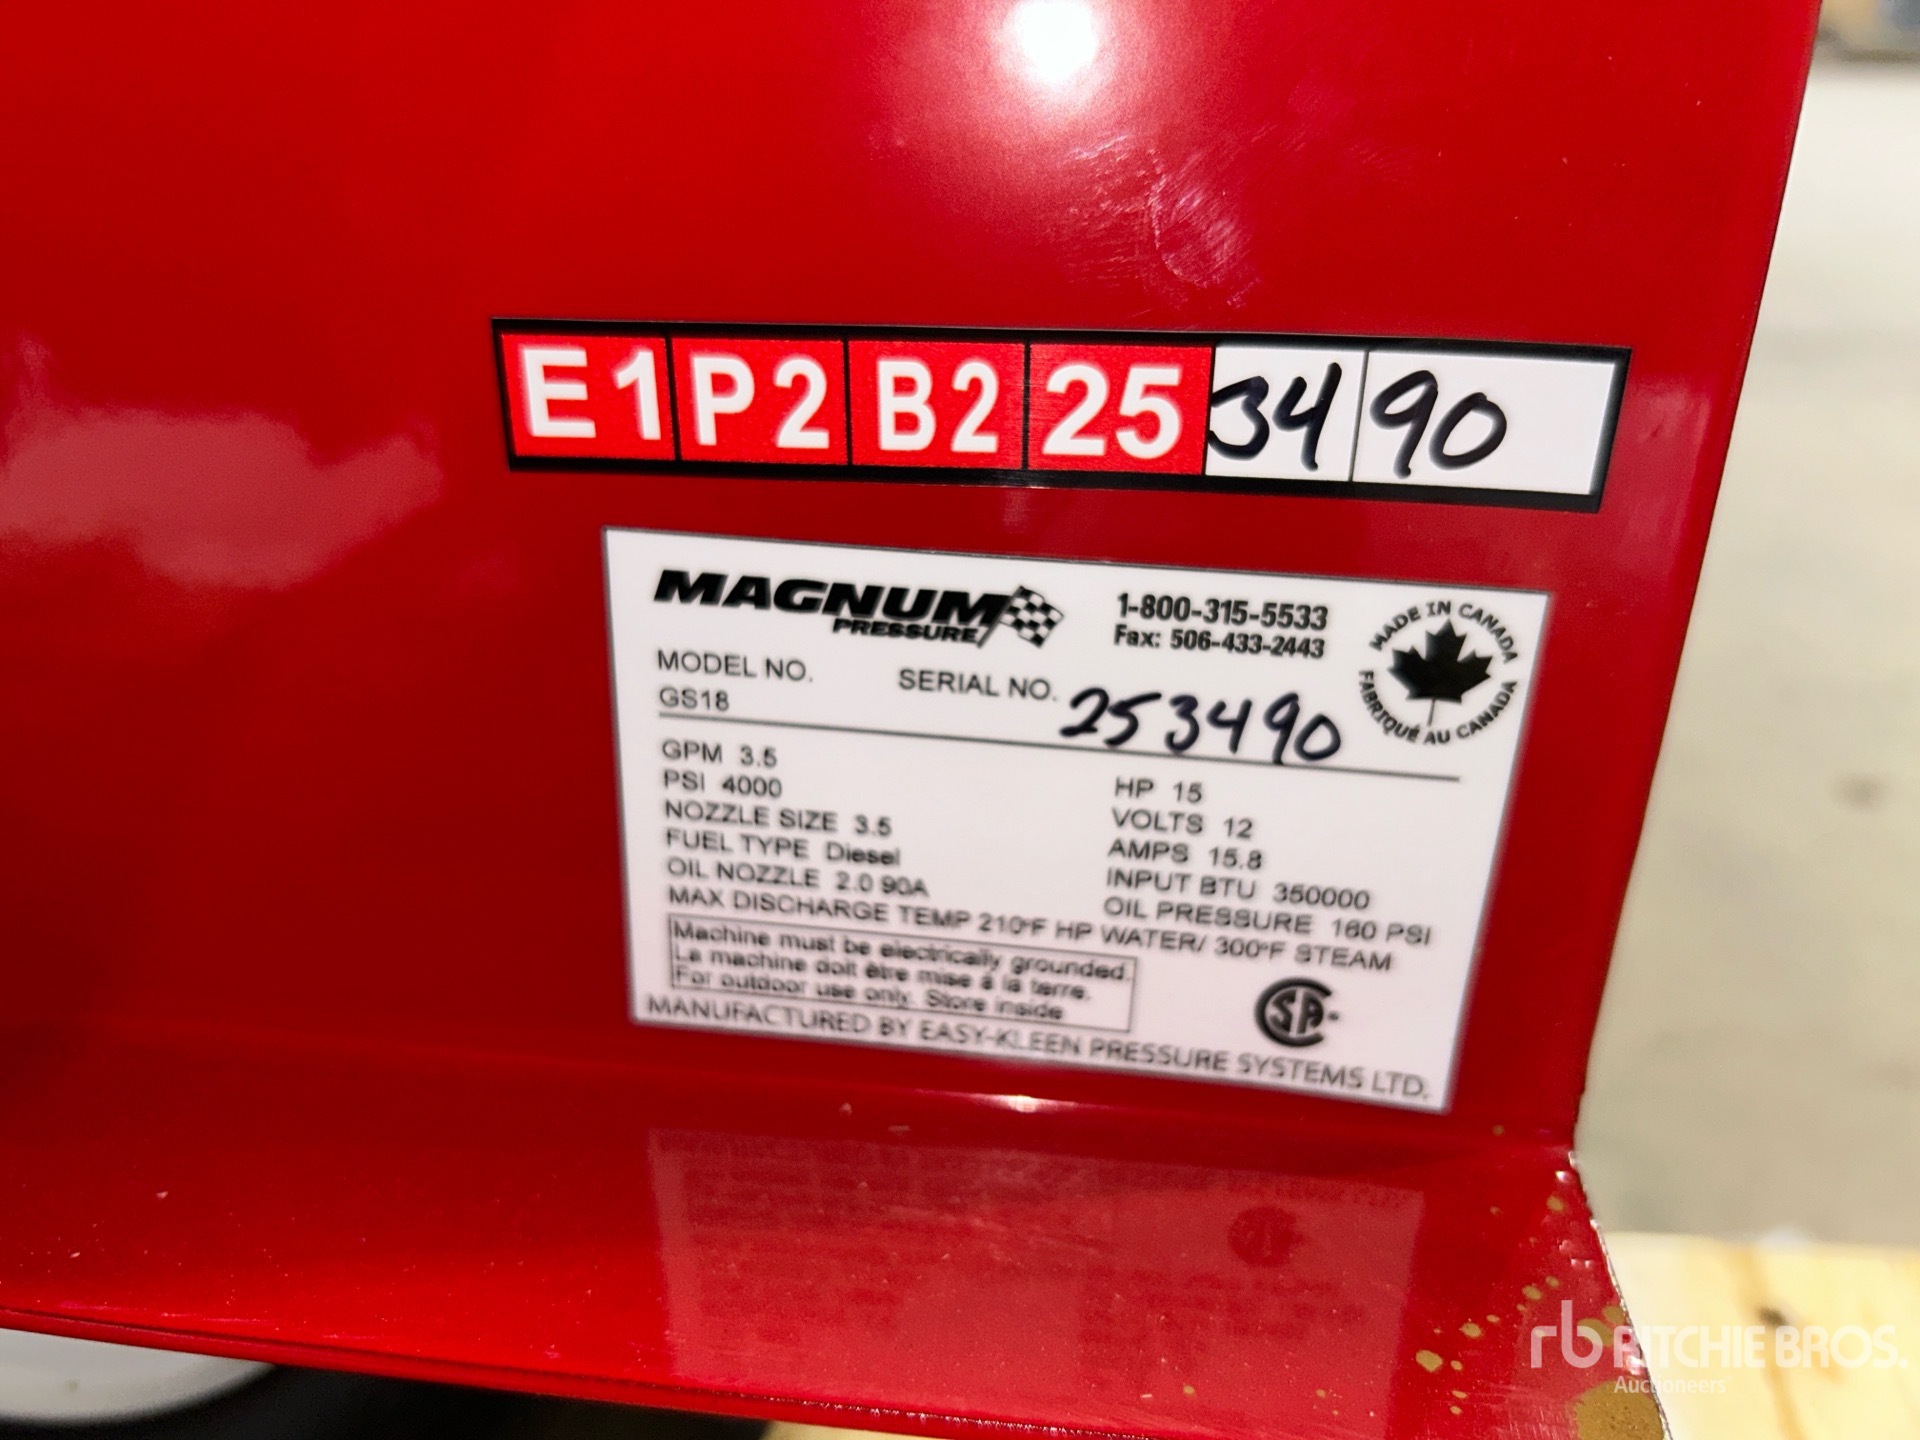 E1 P2 B2 25 34 90
MAGNUM
PRESSURE
1-800-315-5533
Fax: 506-433-2443
MADE IN CANADA
FABRIQUÉ AU CANADA
MODEL NO.
GS18
SERIAL NO. 253490
GPM 3.5
PSI 4000
NOZZLE SIZE 3.5
FUEL TYPE Diesel
OIL NOZZLE 2.0 90A
HP 15
VOLTS 12
AMPS 15.8
INPUT BTU 350000
OIL PRESSURE 160 PSI
MAX DISCHARGE TEMP 210°F HP WATER/ 300°F STEAM
Machine must be electrically grounded.
La machine doit être mise à la terre.
For outdoor use only. Store inside
SA
MANUFACTURED BY EASY-KLEEN PRESSURE SYSTEMS LTD.
rb RITCHIE BROS.
Auctioneers